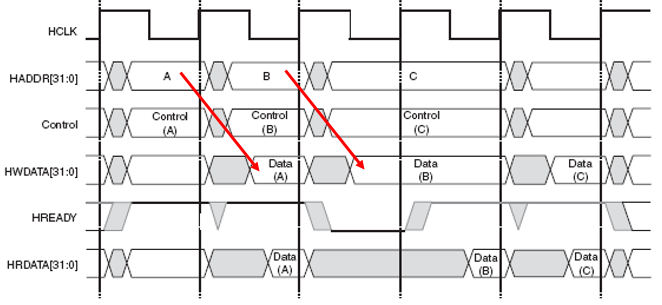 HCLK
HADDR[31:0] A B C
Control Control (A) Control (B) Control (C)
HWDATA[31:0] Data (A) Data (B) Data (C)
HREADY
HRDATA[31:0] Data (A) Data (B) Data (C)